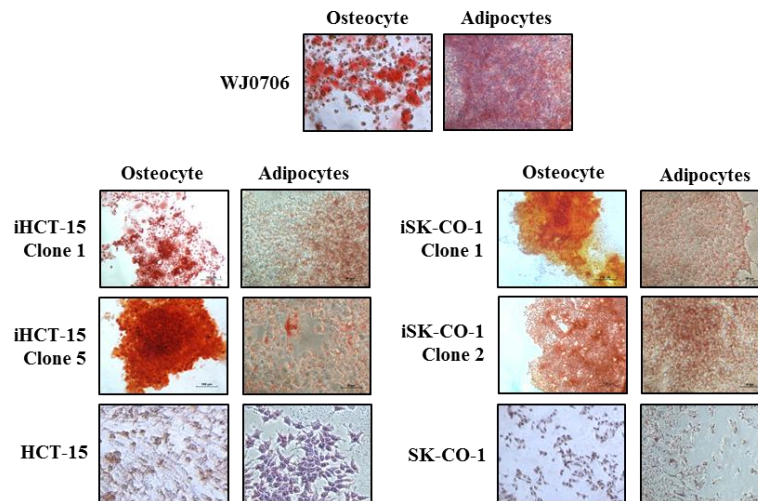 Osteocyte Adipocytes
WJ0706
Osteocyte Adipocytes
iHCT-15
Clone 1
iHCT-15
Clone 5
HCT-15
Osteocyte Adipocytes
iSK-CO-1
Clone 1
iSK-CO-1
Clone 2
SK-CO-1